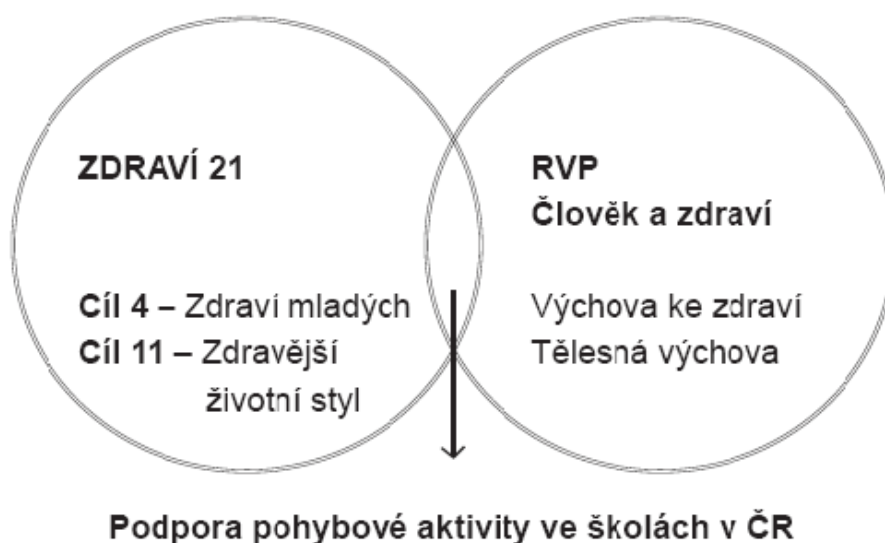 ZDRAVÍ 21
Cíl 4 – Zdraví mladých
Cíl 11 – Zdravější
životní styl
RVP
Člověk a zdraví
Výchova ke zdraví
Tělesná výchova
Podpora pohybové aktivity ve školách v ČR